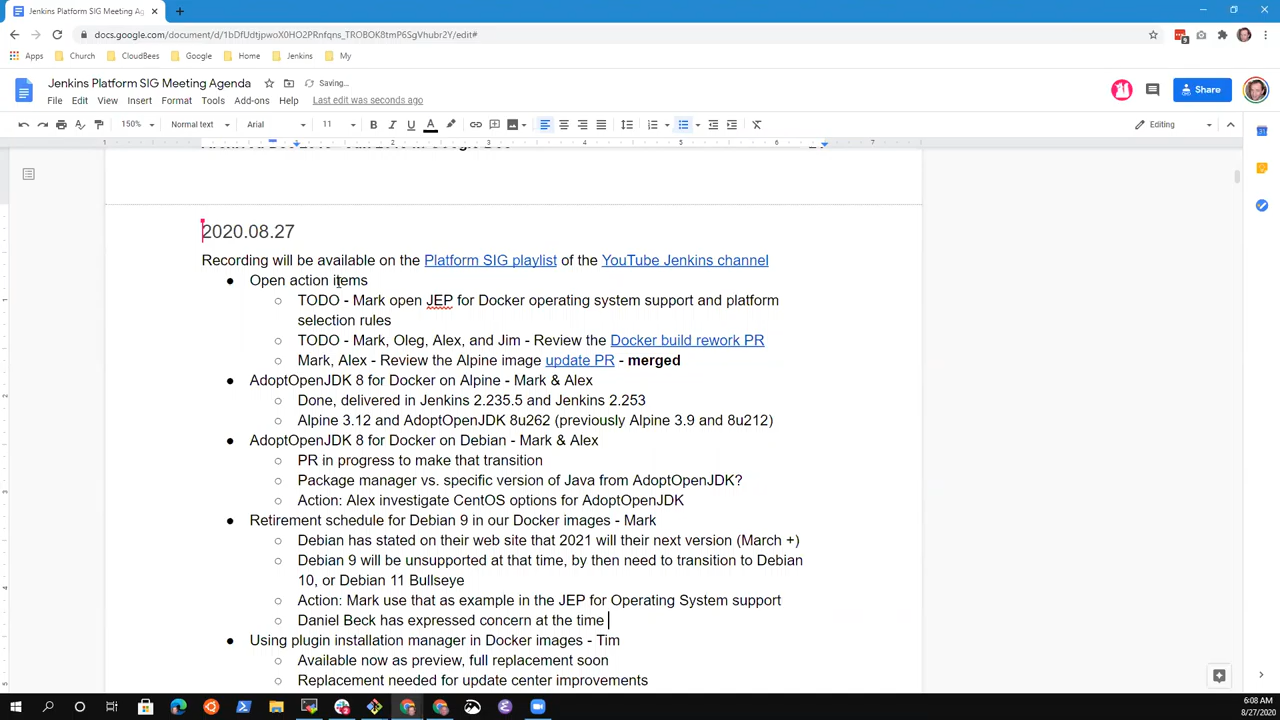 Jenkins Platform SIG Meeting Ag
docs.google.com/document/d/1bDfUdtjpwoX0HO2PRnfqns_TROBOK8tmP6SgVhubr2Y/edit#
Apps Church CloudBees Google Home Jenkins My
Jenkins Platform SIG Meeting Agenda Saving...
File Edit View Insert Format Tools Add-ons Help Last edit was seconds ago
Share
150% Normal text Arial 11 Editing
1 1 2 3 4 5 6 7
2020.08.27
Recording will be available on the Platform SIG playlist of the YouTube Jenkins channel
● Open action items
○ TODO - Mark open JEP for Docker operating system support and platform
selection rules
○ TODO - Mark, Oleg, Alex, and Jim - Review the Docker build rework PR
○ Mark, Alex - Review the Alpine image update PR - merged
● AdoptOpenJDK 8 for Docker on Alpine - Mark & Alex
○ Done, delivered in Jenkins 2.235.5 and Jenkins 2.253
○ Alpine 3.12 and AdoptOpenJDK 8u262 (previously Alpine 3.9 and 8u212)
● AdoptOpenJDK 8 for Docker on Debian - Mark & Alex
○ PR in progress to make that transition
○ Package manager vs. specific version of Java from AdoptOpenJDK?
○ Action: Alex investigate CentOS options for AdoptOpenJDK
● Retirement schedule for Debian 9 in our Docker images - Mark
○ Debian has stated on their web site that 2021 will their next version (March +)
○ Debian 9 will be unsupported at that time, by then need to transition to Debian
10, or Debian 11 Bullseye
○ Action: Mark use that as example in the JEP for Operating System support
○ Daniel Beck has expressed concern at the time
● Using plugin installation manager in Docker images - Tim
○ Available now as preview, full replacement soon
○ Replacement needed for update center improvements
6:08 AM
8/27/2020